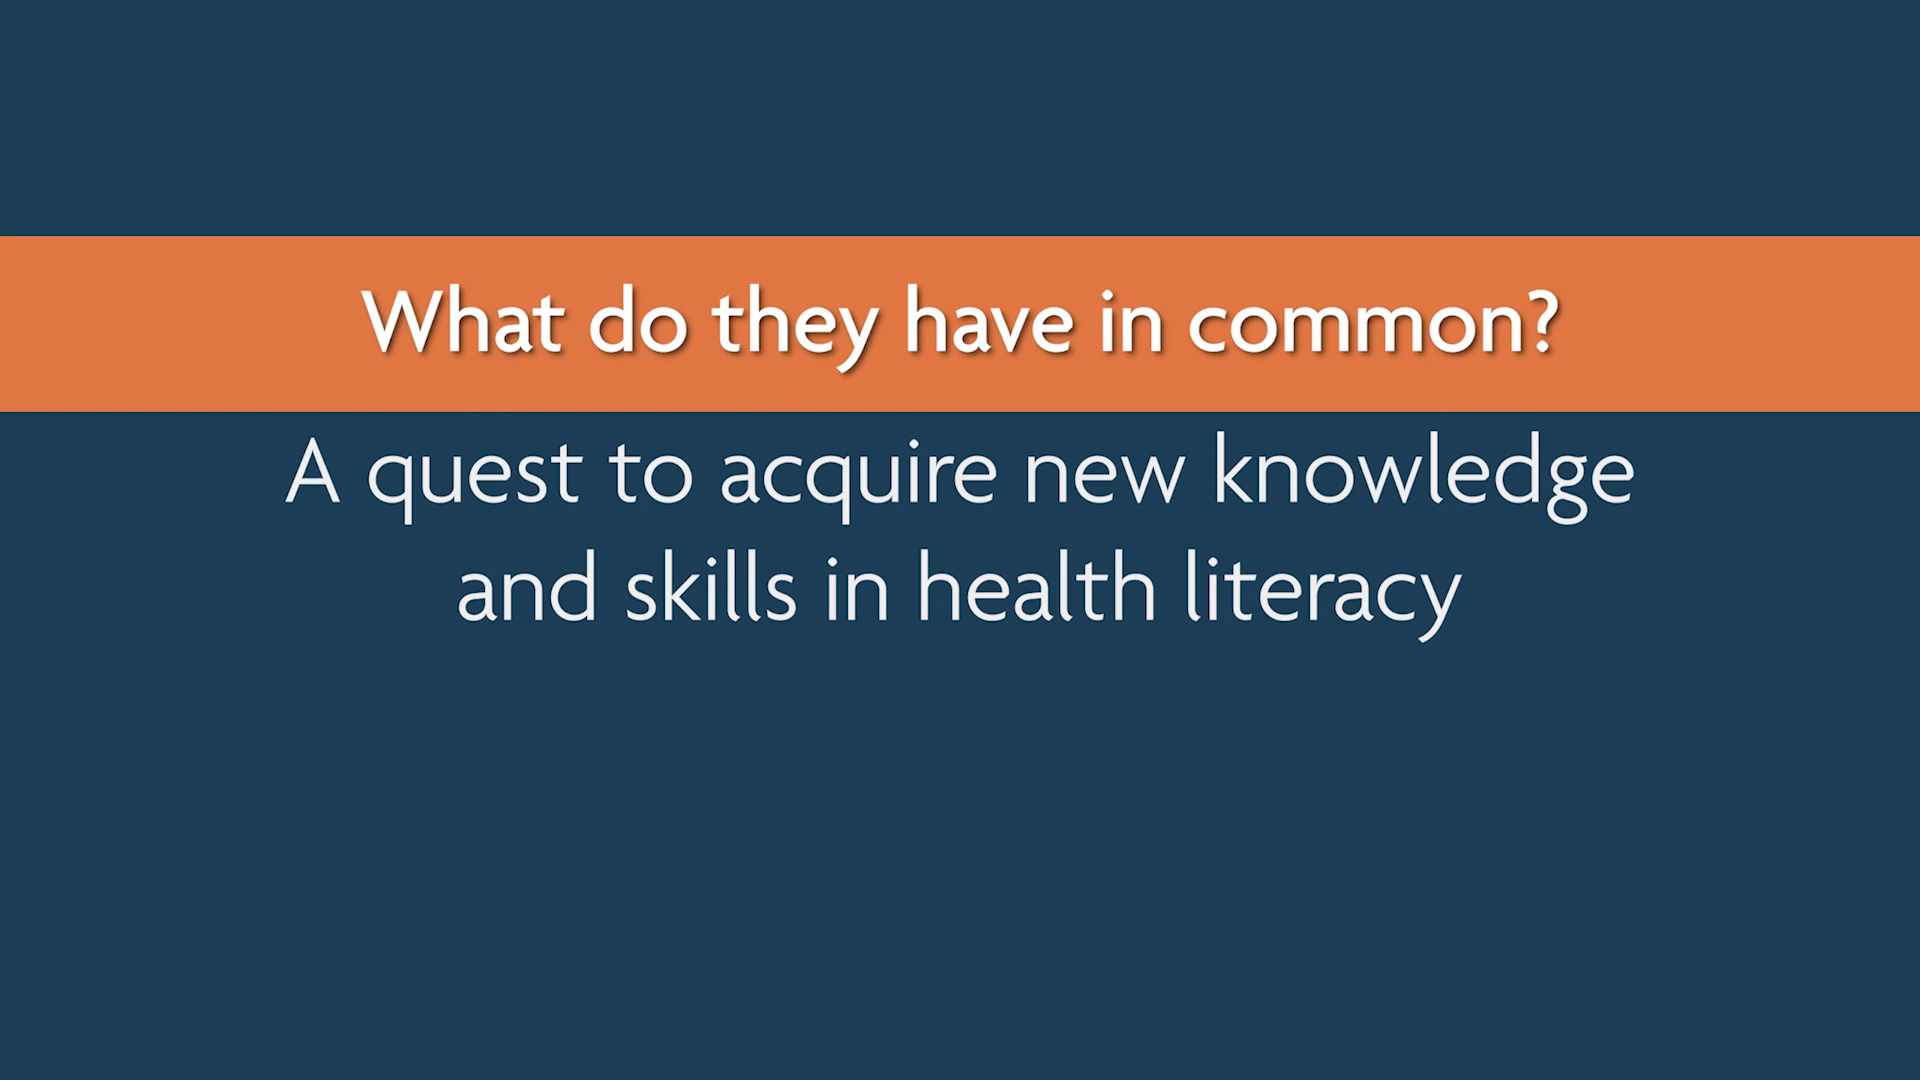 What do they have in common?
A quest to acquire new knowledge
and skills in health literacy